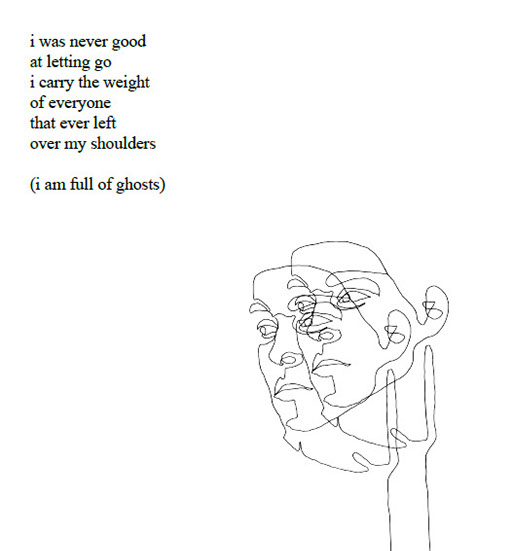 i was never good
at letting go
i carry the weight
of everyone
that ever left
over my shoulders
(i am full of ghosts)